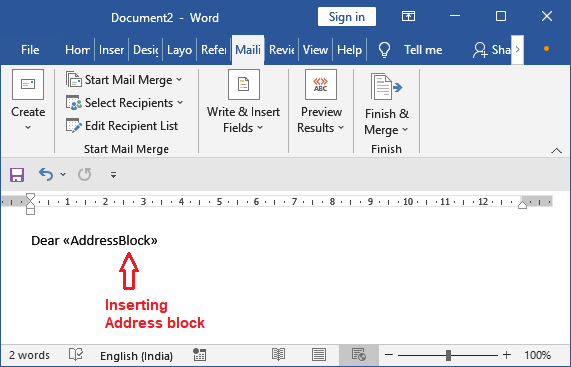 Document2 - Word
Sign in
File Hom Inser Desig Layo Refer Maili Revie View Help Tell me Sha
Create
Start Mail Merge
Select Recipients
Edit Recipient List
Start Mail Merge
Write & Insert
Fields
ABC
Preview
Results
Finish &
Merge
Finish
1 2 3 4 5 6 7 8 9 10 11 12
Dear «AddressBlock»
Inserting
Address block
2 words English (India) 100%